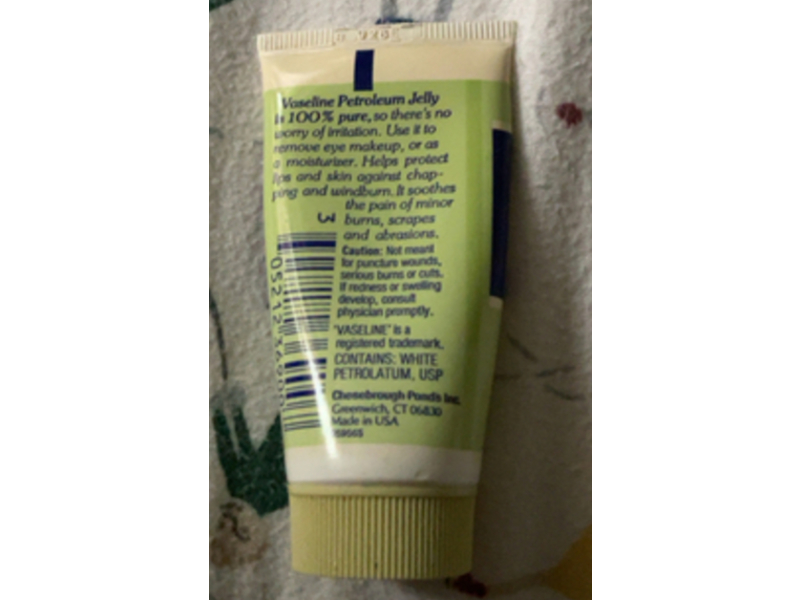 Vaseline Petroleum Jelly
is 100% pure, so there's no
worry of irritation. Use it to
remove eye makeup, or as
a moisturizer. Helps protect
lips and skin against chap-
ping and windburn. It soothes
the pain of minor
burns, scrapes
and abrasions.
Caution: Not meant
for puncture wounds,
serious burns or cuts.
If redness or swelling
develop, consult
physician promptly.
"VASELINE" is a
registered trademark.
CONTAINS: WHITE
PETROLATUM, USP
Chesebrough-Pond's Inc.
Greenwich, CT 06830
Made in USA
3